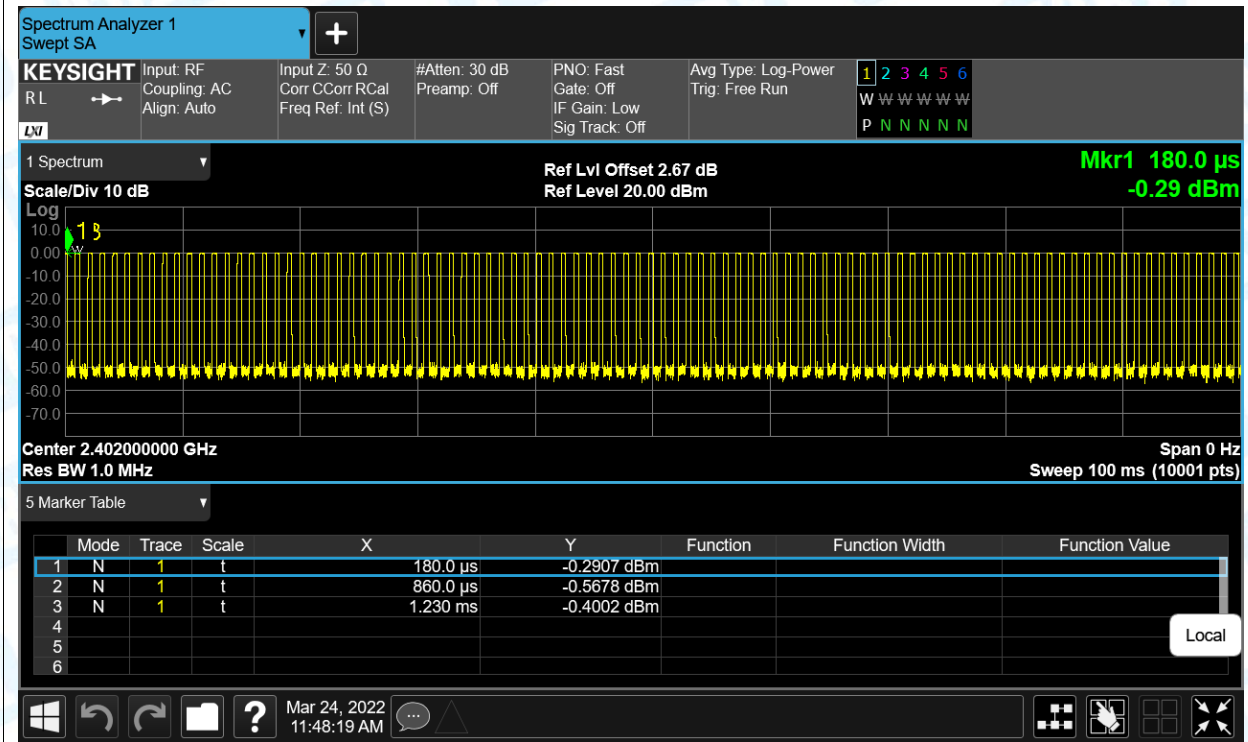 Spectrum Analyzer 1
Swept SA
KEYSIGHT
R L
LXI
Input: RF
Coupling: AC
Align: Auto
Input Z: 50 Ω
Corr CCorr RCal
Freq Ref: Int (S)
#Atten: 30 dB
Preamp: Off
PNO: Fast
Gate: Off
IF Gain: Low
Sig Track: Off
Avg Type: Log-Power
Trig: Free Run
1 2 3 4 5 6
W W W W W W
P N N N N N
1 Spectrum
Scale/Div 10 dB
Ref Lvl Offset 2.67 dB
Ref Level 20.00 dBm
Mkr1 180.0 µs
-0.29 dBm
Log
10.0
0.00
-10.0
-20.0
-30.0
-40.0
-50.0
-60.0
-70.0
1
Center 2.402000000 GHz
Res BW 1.0 MHz
Span 0 Hz
Sweep 100 ms (10001 pts)
5 Marker Table
Mode Trace Scale X Y Function Function Width Function Value
1 N 1 t 180.0 µs -0.2907 dBm
2 N 1 t 860.0 µs -0.5678 dBm
3 N 1 t 1.230 ms -0.4002 dBm
4
5
6
Local
Mar 24, 2022
11:48:19 AM